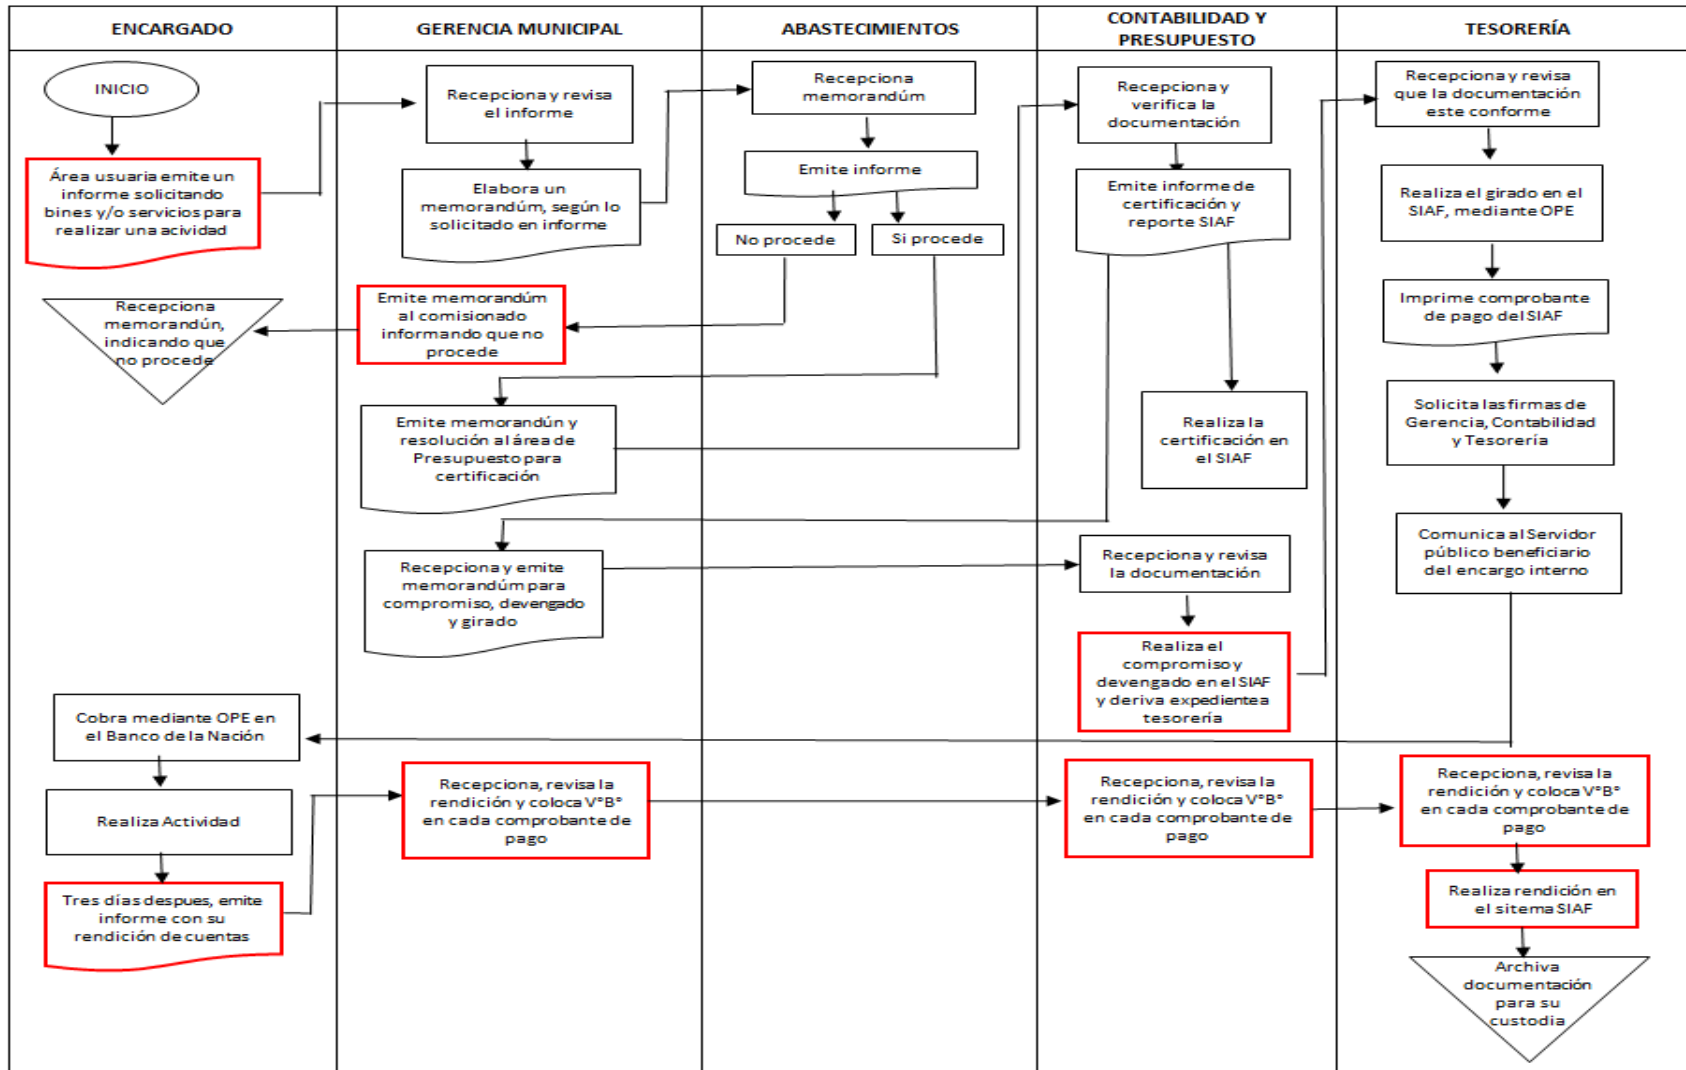 ENCARGADO
GERENCIA MUNICIPAL
ABASTECIMIENTOS
CONTABILIDAD Y
PRESUPUESTO
TESORERÍA
INICIO
Área usuaria emite un
informe solicitando
bines y/o servicios para
realizar una acividad
Recepciona
memorandún,
indicando que
no procede
Cobra mediante OPE en
el Banco de la Nación
Realiza Actividad
Tres días despues, emite
informe con su
rendición de cuentas
Recepciona y revisa
el informe
Elabora un
memorandúm, según lo
solicitado en informe
Emite memorandúm
al comisionado
informando que no
procede
Emite memorandún y
resolución al área de
Presupuesto para
certificación
Recepciona y emite
memorandúm para
compromiso, devengado
y girado
Recepciona, revisa la
rendición y coloca V°B°
en cada comprobante de
pago
Recepciona
memorandúm
Emite informe
No procede
Si procede
Recepciona y
verifica la
documentación
Emite informe de
certificación y
reporte SIAF
Realiza la
certificación en
el SIAF
Recepciona y revisa
la documentación
Realiza el
compromiso y
devengado en el SIAF
y deriva expedientea
tesorería
Recepciona, revisa la
rendición y coloca V°B°
en cada comprobante de
pago
Recepciona y revisa
que la documentación
este conforme
Realiza el girado en el
SIAF, mediante OPE
Imprime comprobante
de pago del SIAF
Solicita las firmas de
Gerencia, Contabilidad
y Tesorería
Comunica al Servidor
público beneficiario
del encargo interno
Recepciona, revisa la
rendición y coloca V°B°
en cada comprobante de
pago
Realiza rendición en
el sitema SIAF
Archiva
documentación
para su
custodia